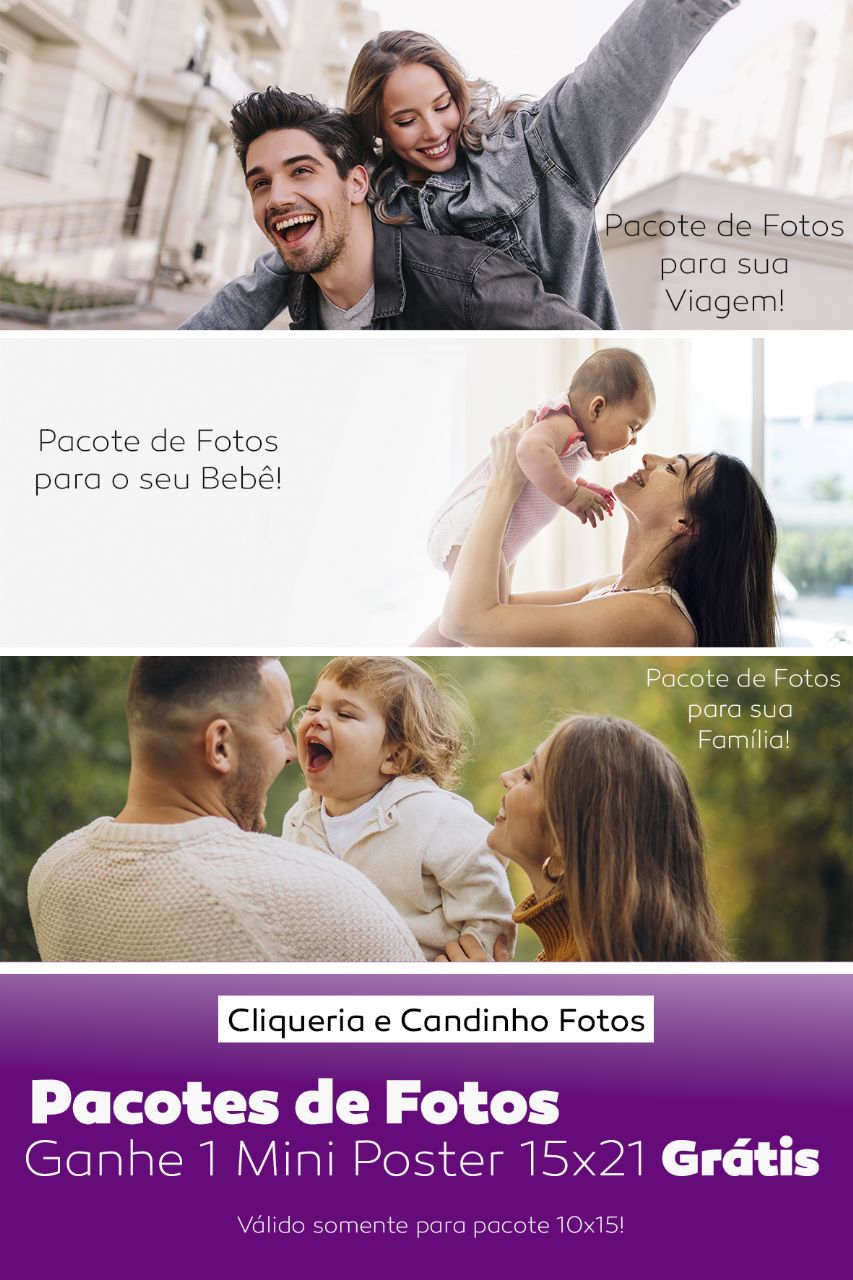 Pacote de Fotos
para sua
Viagem!
Pacote de Fotos
para o seu Bebê!
Pacote de Fotos
para sua
Família!
Cliqueria e Candinho Fotos
Pacotes de Fotos
Ganhe 1 Mini Poster 15x21 Grátis
Válido somente para pacote 10x15!